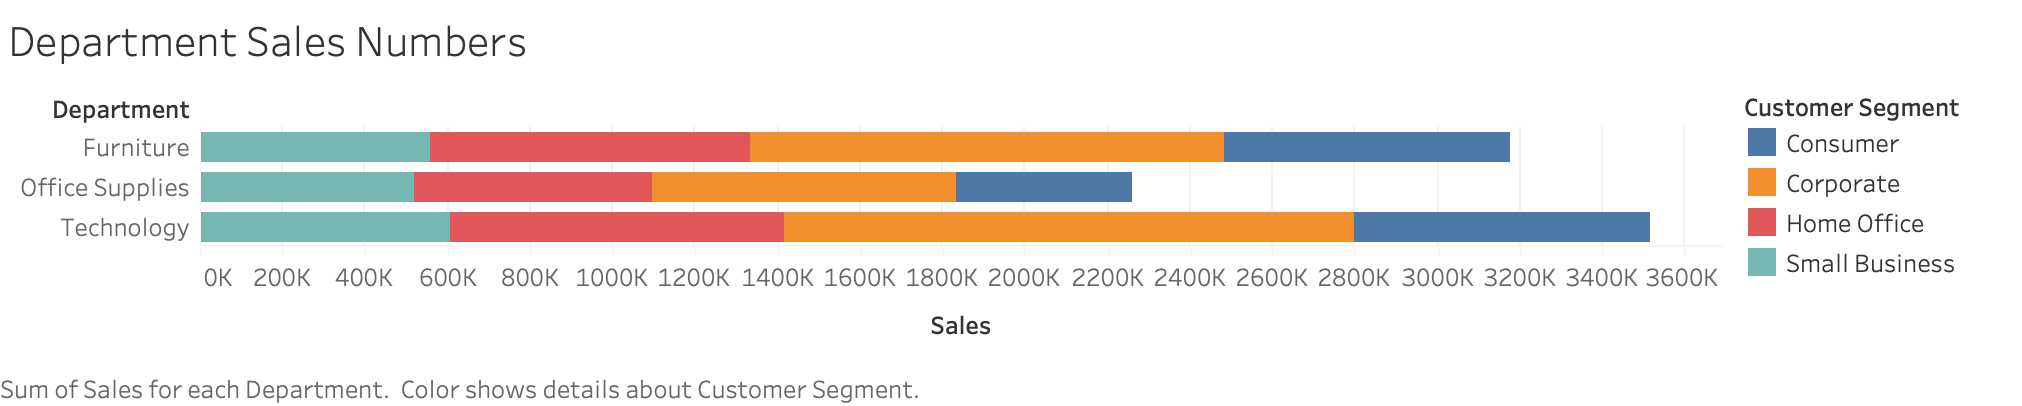 Department Sales Numbers
Department
Customer Segment
Furniture
Consumer
Office Supplies
Corporate
Technology
Home Office
Small Business
0K 200K 400K 600K 800K 1000K 1200K 1400K 1600K 1800K 2000K 2200K 2400K 2600K 2800K 3000K 3200K 3400K 3600K
Sales
Sum of Sales for each Department. Color shows details about Customer Segment.